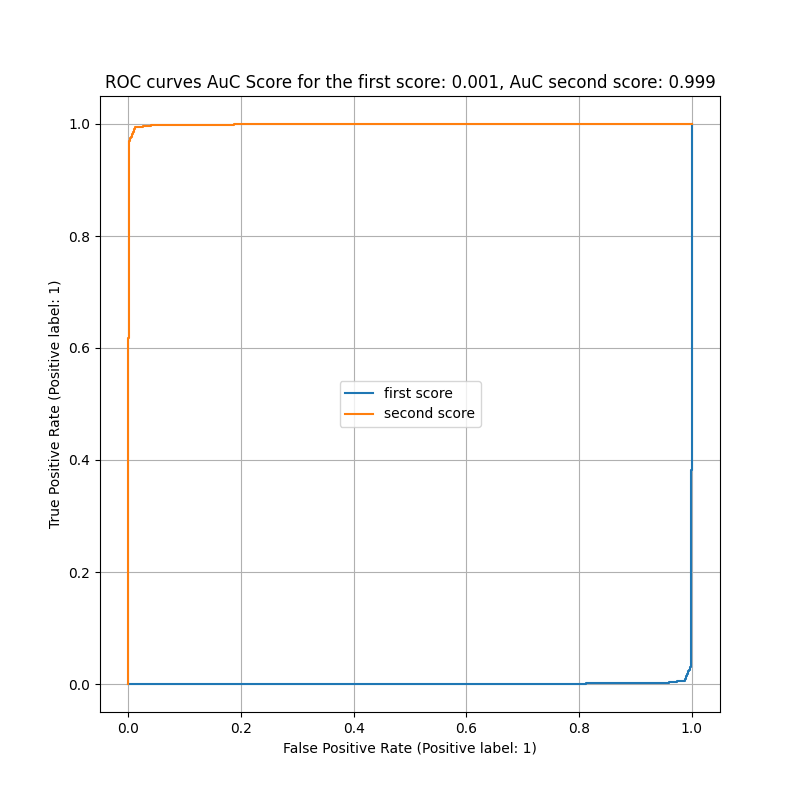 ROC curves AuC Score for the first score: 0.001, AuC second score: 0.999
1.0
0.8
0.6
0.4
0.2
0.0
True Positive Rate (Positive label: 1)
first score
second score
0.0 0.2 0.4 0.6 0.8 1.0
False Positive Rate (Positive label: 1)